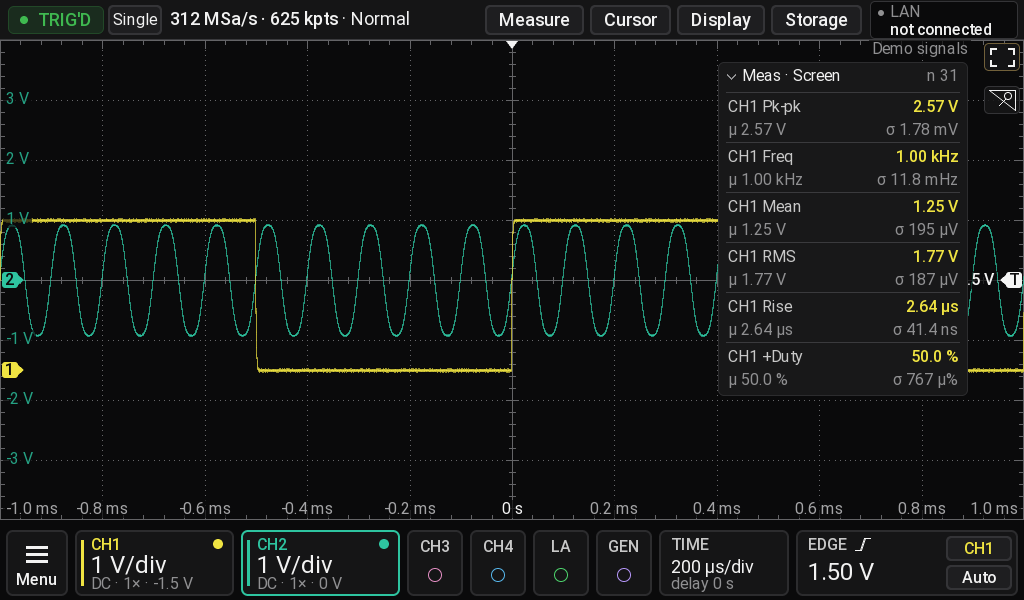 TRIG'D Single 312 MSa/s · 625 kpts · Normal Measure Cursor Display Storage LAN
not connected
Demo signals
Meas · Screen n 31
3 V
CH1 Pk-pk 2.57 V
µ 2.57 V σ 1.78 mV
2 V
CH1 Freq 1.00 kHz
µ 1.00 kHz σ 11.8 mHz
CH1 Mean 1.25 V
1 V
µ 1.25 V σ 195 µV
CH1 RMS 1.77 V
2
µ 1.77 V σ 187 µV
.5 V T
CH1 Rise 2.64 µs
µ 2.64 µs σ 41.4 ns
-1 V
CH1 +Duty 50.0 %
1
µ 50.0 % σ 767 µ%
-2 V
-3 V
-1.0 ms -0.8 ms -0.6 ms -0.4 ms -0.2 ms 0 s 0.2 ms 0.4 ms 0.6 ms 0.8 ms 1.0 ms
Menu
CH1
1 V/div
DC · 1× · -1.5 V
CH2
1 V/div
DC · 1× · 0 V
CH3
CH4
LA
GEN
TIME
200 µs/div
delay 0 s
EDGE
1.50 V
CH1
Auto